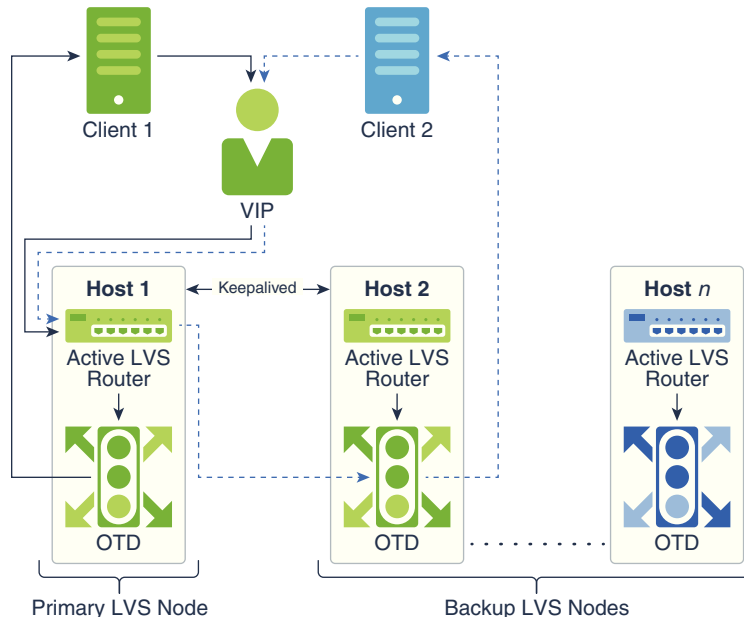 Client 1
Client 2
VIP
Host 1
Keepalived
Host 2
Host n
Active LVS
Router
Active LVS
Router
Active LVS
Router
OTD
OTD
OTD
Primary LVS Node
Backup LVS Nodes